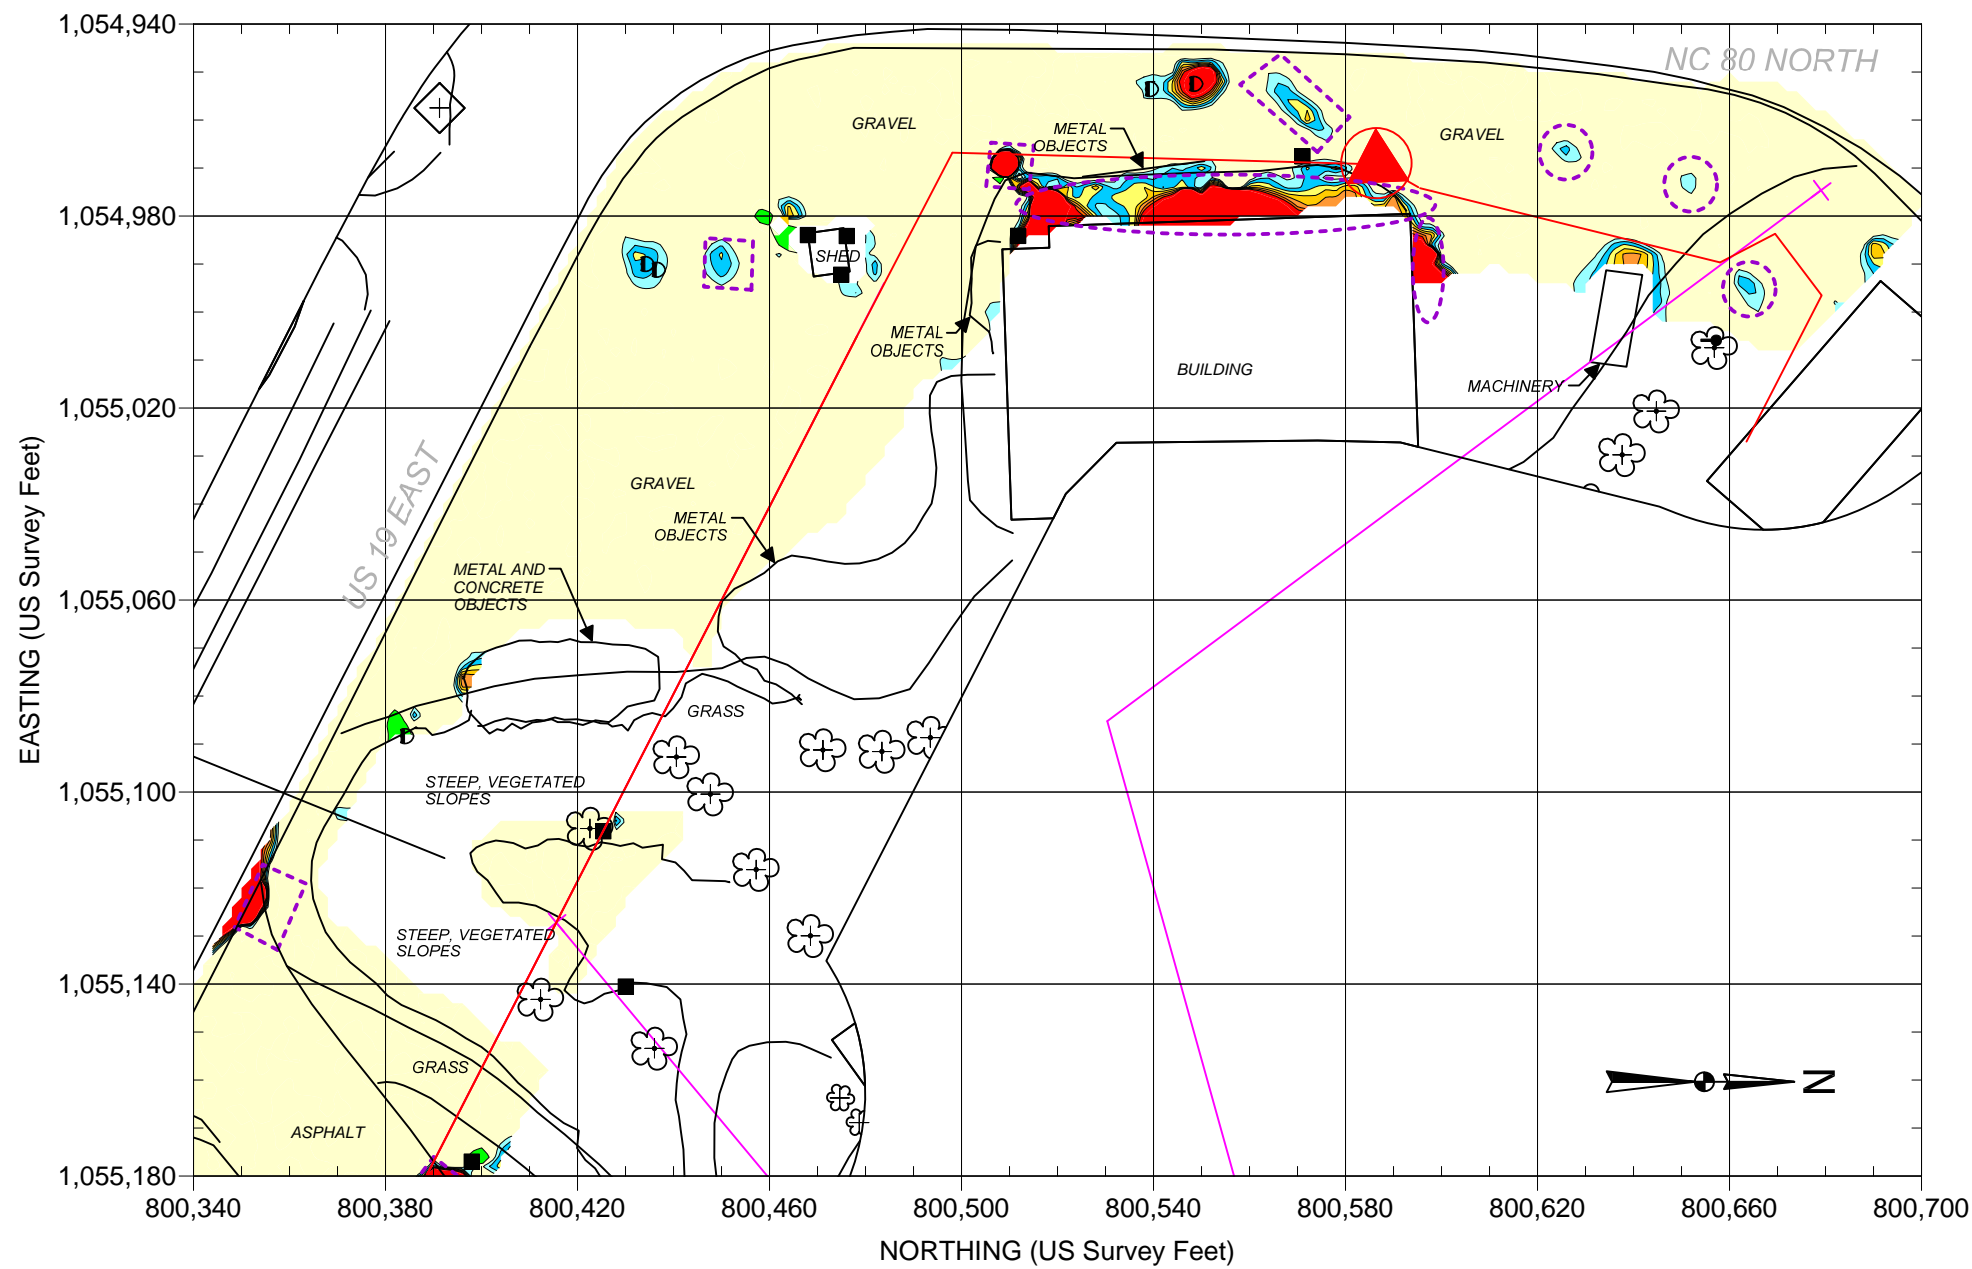 1,054,940
NC 80 NORTH
GRAVEL
METAL
OBJECTS
GRAVEL
1,054,980
SHED
METAL
OBJECTS
BUILDING
MACHINERY
1,055,020
US 19 EAST
GRAVEL
METAL
OBJECTS
METAL AND
CONCRETE
OBJECTS
1,055,060
EASTING (US Survey Feet)
GRASS
STEEP, VEGETATED
SLOPES
1,055,100
STEEP, VEGETATED
SLOPES
1,055,140
GRASS
N
ASPHALT
1,055,180
800,340 800,380 800,420 800,460 800,500 800,540 800,580 800,620 800,660 800,700
NORTHING (US Survey Feet)
D
D
D
D
D